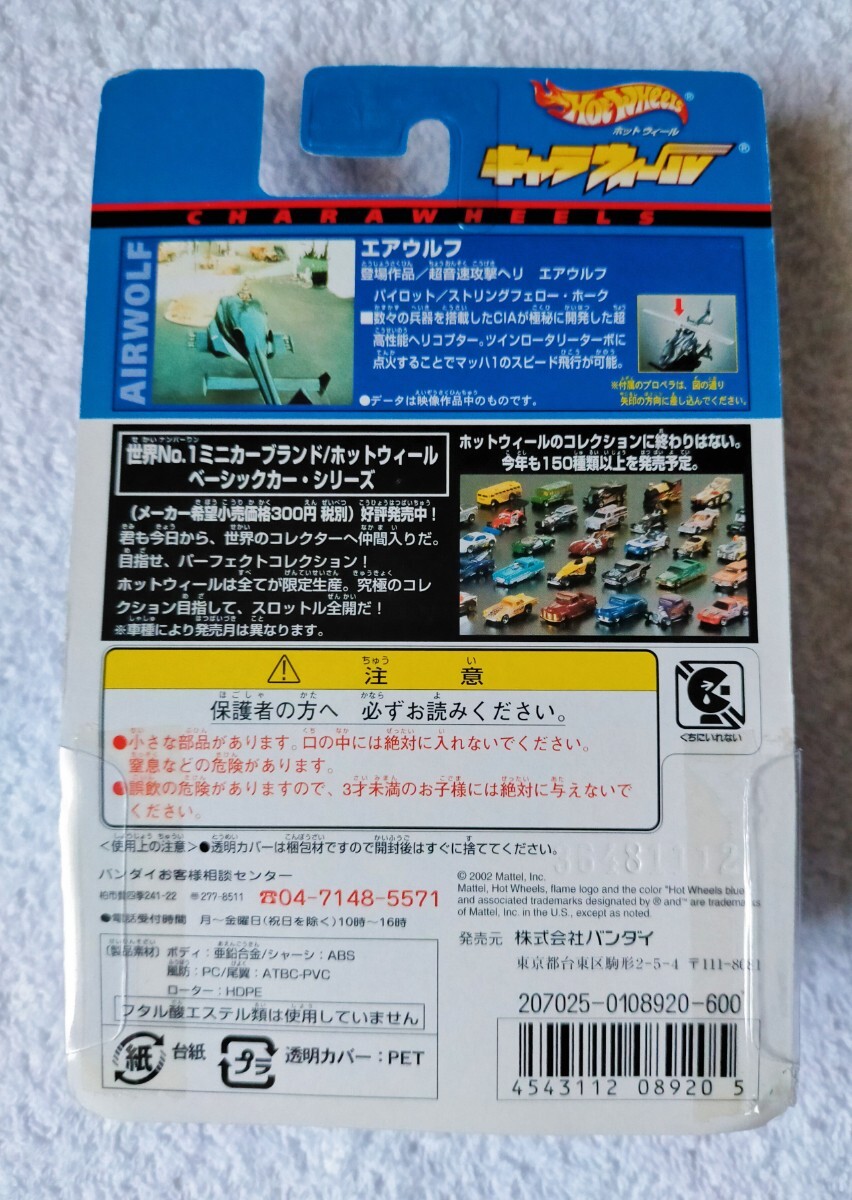 Hot Wheels®
ホットウィール
キャラウィール®
CHARAWHEELS
AIRWOLF
エアウルフ
登場作品/超音速攻撃ヘリ エアウルフ
パイロット/ストリングフェロー・ホーク
■数々の兵器を搭載したCIAが極秘に開発した超
高性能ヘリコプター。ツインロータリーターボに
点火することでマッハ1のスピード飛行が可能。
●データは映像作品中のものです。
※付属のプロペラは、図の通り
矢印の方向に差し込んでください。
世界No.1ミニカーブランド/ホットウィール
ベーシックカー・シリーズ
(メーカー希望小売価格300円 税別) 好評発売中!
君も今日から、世界のコレクターへ仲間入りだ。
目指せ、パーフェクトコレクション!
ホットウィールは全てが限定生産。究極のコレ
クション目指して、スロットル全開だ!
※車種により発売月は異なります。
ホットウィールのコレクションに終わりはない。
今年も150種類以上を発売予定。
注意
保護者の方へ 必ずお読みください。
●小さな部品があります。口の中には絶対に入れないでください。
窒息などの危険があります。
●誤飲の危険がありますので、3才未満のお子様には絶対に与えないで
ください。
くちにいれない
<使用上の注意>●透明カバーは梱包材ですので開封後はすぐに捨ててください。
バンダイお客様相談センター
柏市豊四季241-22 〒277-8511 ☎04-7148-5571
●電話受付時間 月〜金曜日(祝日を除く)10時〜16時
〔製品素材〕ボディ:亜鉛合金/シャーシ:ABS
風防:PC/尾翼:ATBC-PVC
ローター:HDPE
フタル酸エステル類は使用していません
紙 台紙 プラ 透明カバー:PET
© 2002 Mattel, Inc.
Mattel, Hot Wheels, flame logo and the color "Hot Wheels blue"
and associated trademarks designated by ® and™ are trademarks
of Mattel, Inc. in the U.S., except as noted.
発売元 株式会社バンダイ
東京都台東区駒形2-5-4 〒111-8081
207025-0108920-600
4543112 089205